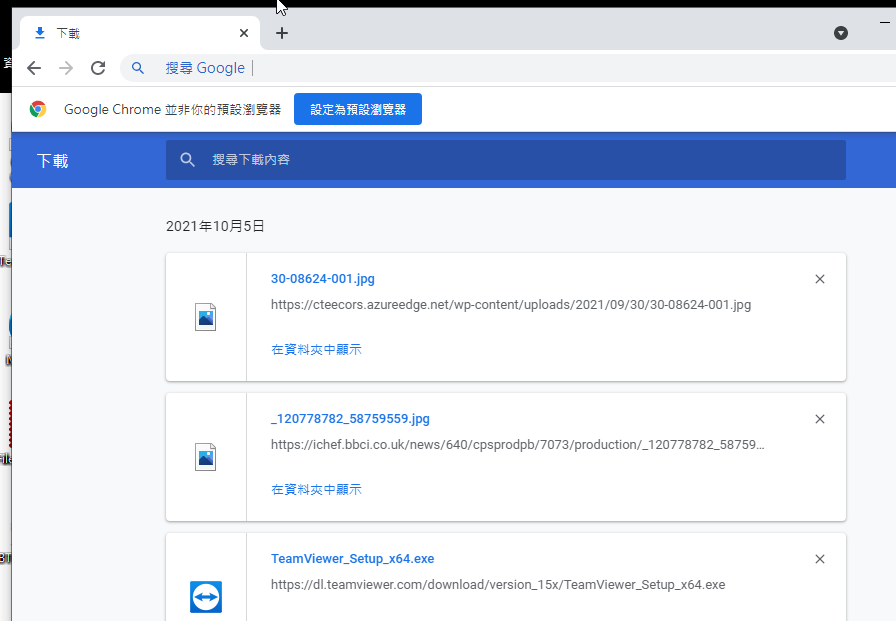 下載
搜尋 Google
Google Chrome 並非你的預設瀏覽器
設定為預設瀏覽器
下載
搜尋下載內容
2021年10月5日
30-08624-001.jpg
https://cteecors.azureedge.net/wp-content/uploads/2021/09/30/30-08624-001.jpg
在資料夾中顯示
_120778782_58759559.jpg
https://ichef.bbci.co.uk/news/640/cpsprodpb/7073/production/_120778782_58759…
在資料夾中顯示
TeamViewer_Setup_x64.exe
https://dl.teamviewer.com/download/version_15x/TeamViewer_Setup_x64.exe